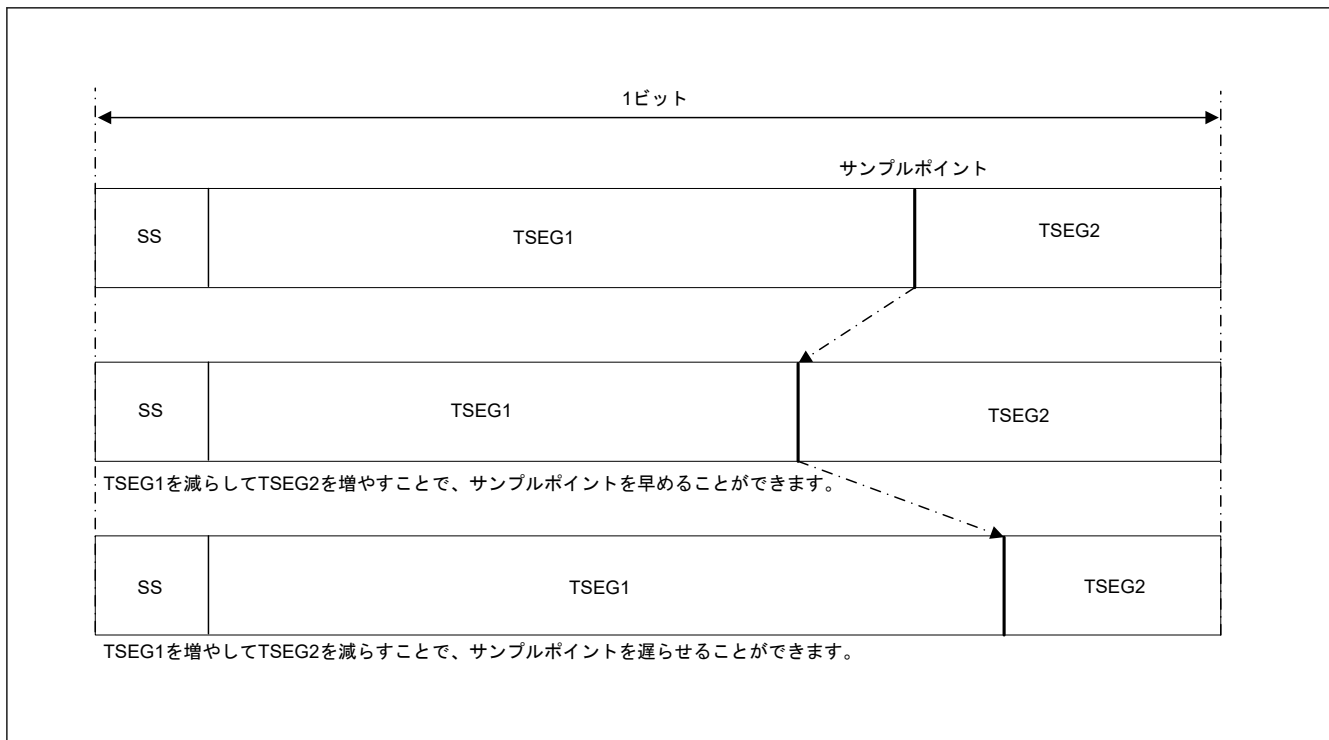 1ビット
サンプルポイント
SS
TSEG1
TSEG2
SS
TSEG1
TSEG2
TSEG1を減らしてTSEG2を増やすことで、サンプルポイントを早めることができます。
SS
TSEG1
TSEG2
TSEG1を増やしてTSEG2を減らすことで、サンプルポイントを遅らせることができます。